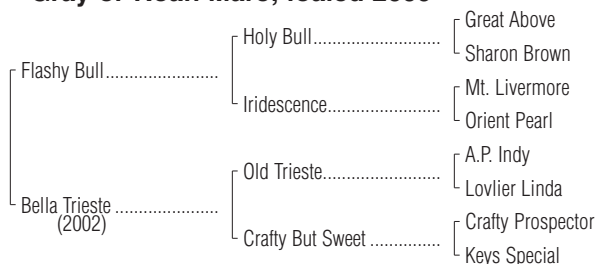 Gray or Roan Mare; foaled
Great Above
Holy Bull
Sharon Brown
Flashy Bull
Mt. Livermore
Iridescence
Orient Pearl
A.P. Indy
Old Trieste
Lovlier Linda
Bella Trieste
(2002)
Crafty Prospector
Crafty But Sweet
Keys Special